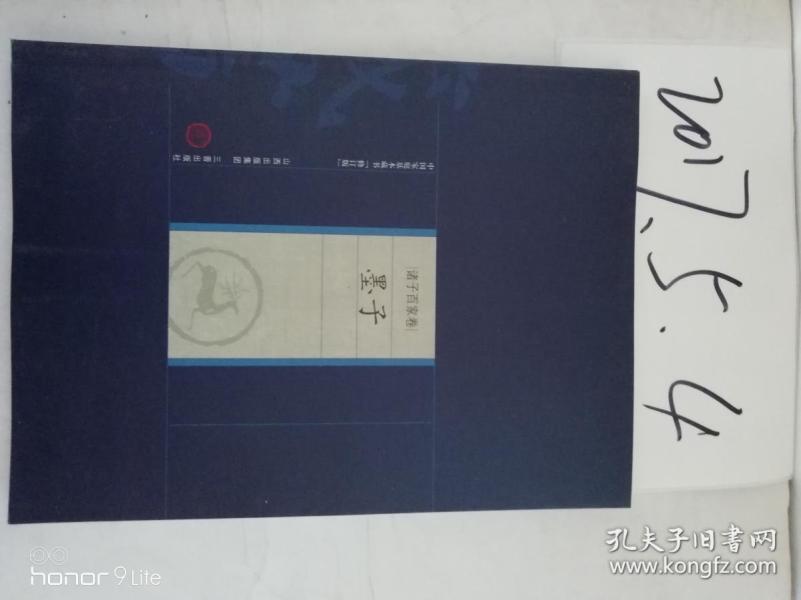 中国家庭基本藏书「修订版」
山西出版集团
三晋出版社
诸子百家卷
墨子
2017.5.4
honor 9 Lite
孔夫子旧书网
www.kongfz.com